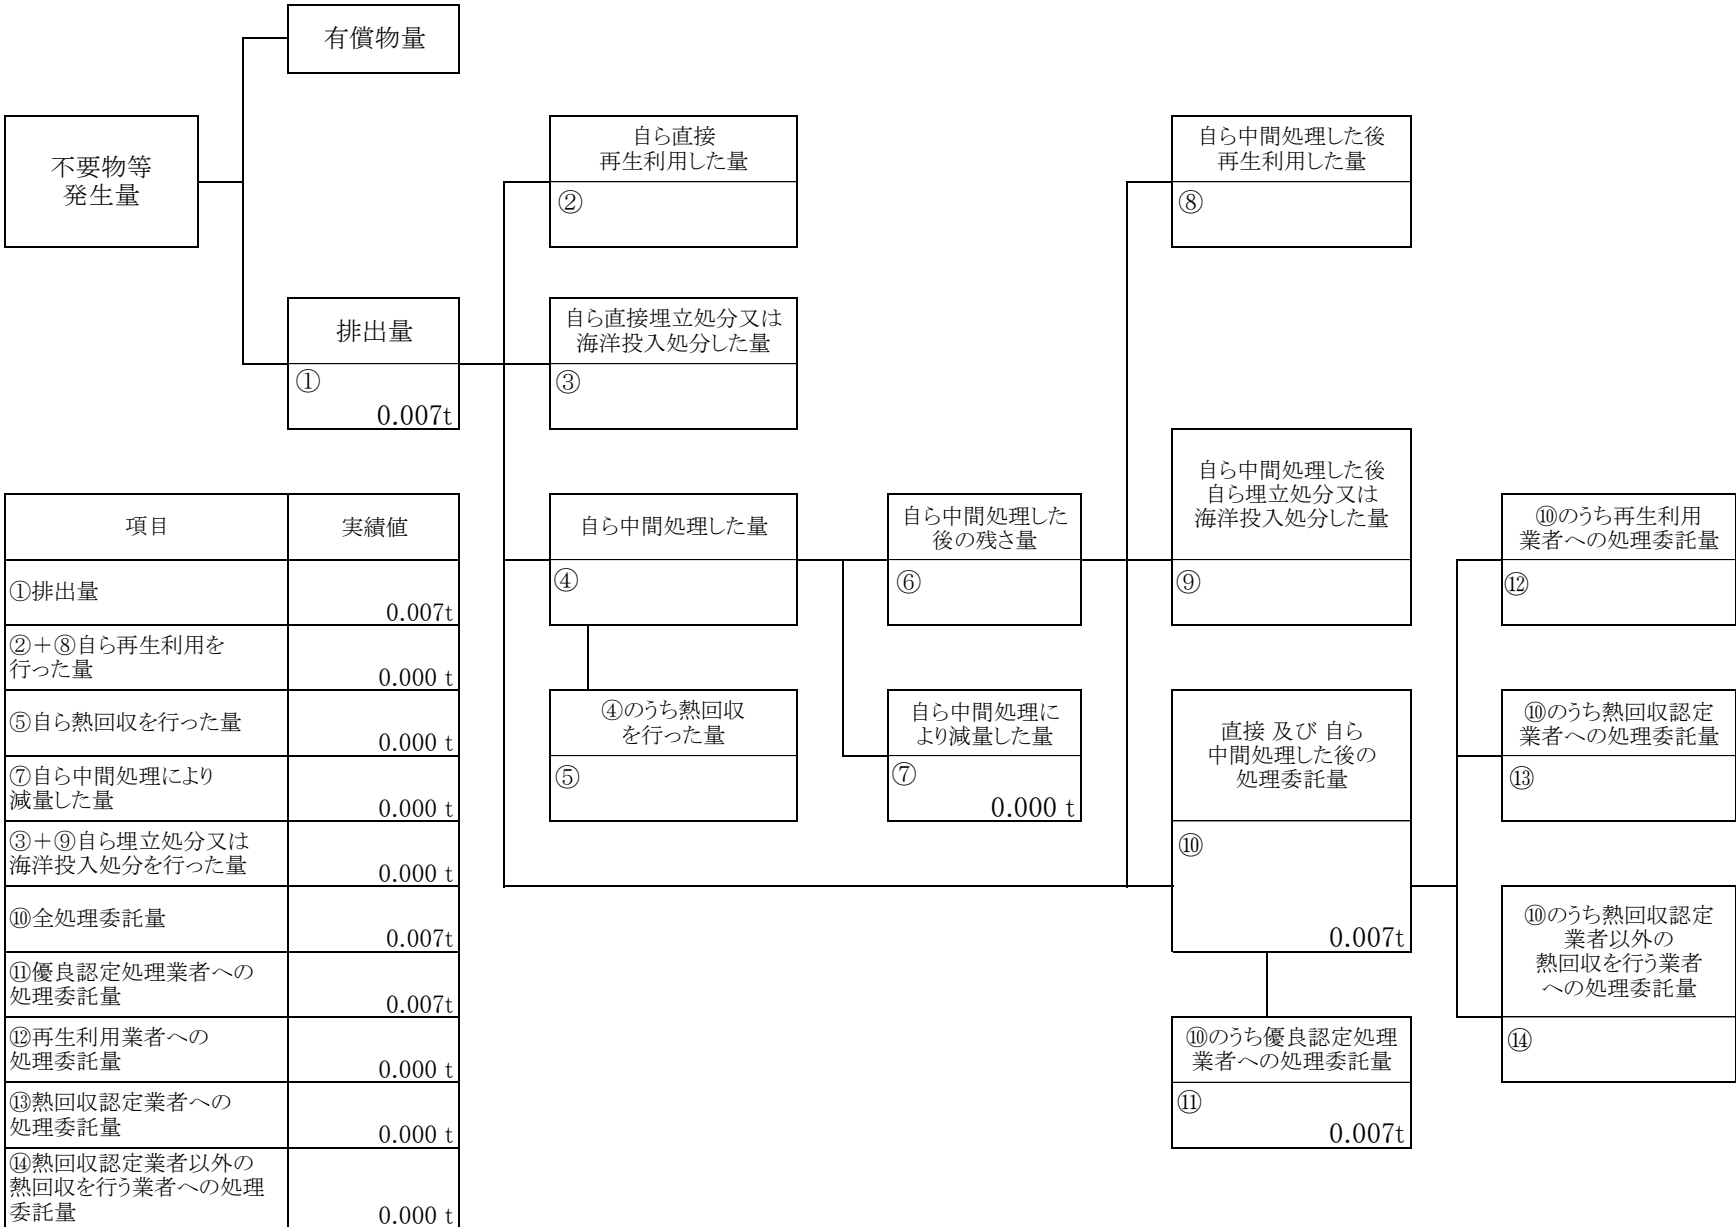 有償物量
不要物等
発生量
自ら直接
再生利用した量
②
自ら中間処理した後
再生利用した量
⑧
排出量
①
0.007t
自ら直接埋立処分又は
海洋投入処分した量
③
自ら中間処理した量
④
自ら中間処理した
後の残さ量
⑥
自ら中間処理した後
自ら埋立処分又は
海洋投入処分した量
⑨
⑩のうち再生利用
業者への処理委託量
⑫
④のうち熱回収
を行った量
⑤
自ら中間処理に
より減量した量
⑦
0.000 t
直接 及び 自ら
中間処理した後の
処理委託量
⑩
0.007t
⑩のうち熱回収認定
業者への処理委託量
⑬
⑩のうち熱回収認定
業者以外の
熱回収を行う業者
への処理委託量
⑭
⑩のうち優良認定処理
業者への処理委託量
⑪
0.007t
項目
実績値
①排出量
0.007t
②＋⑧自ら再生利用を
行った量
0.000 t
⑤自ら熱回収を行った量
0.000 t
⑦自ら中間処理により
減量した量
0.000 t
③＋⑨自ら埋立処分又は
海洋投入処分を行った量
0.000 t
⑩全処理委託量
0.007t
⑪優良認定処理業者への
処理委託量
0.007t
⑫再生利用業者への
処理委託量
0.000 t
⑬熱回収認定業者への
処理委託量
0.000 t
⑭熱回収認定業者以外の
熱回収を行う業者への処理
委託量
0.000 t